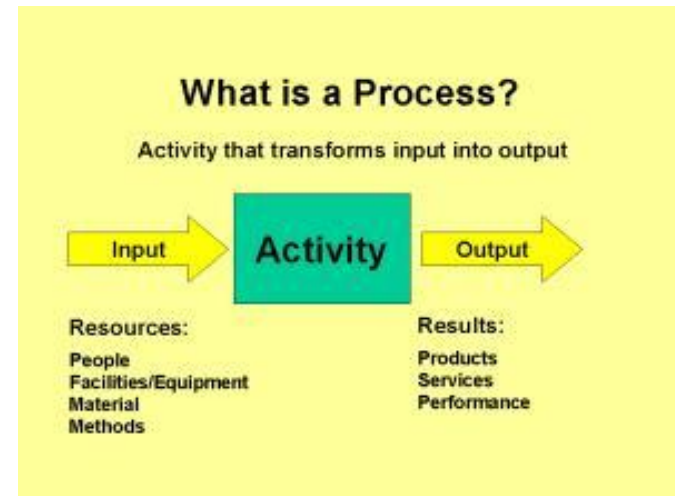 What is a Process?
Activity that transforms input into output
Input
Activity
Output
Resources:
People
Facilities/Equipment
Material
Methods
Results:
Products
Services
Performance